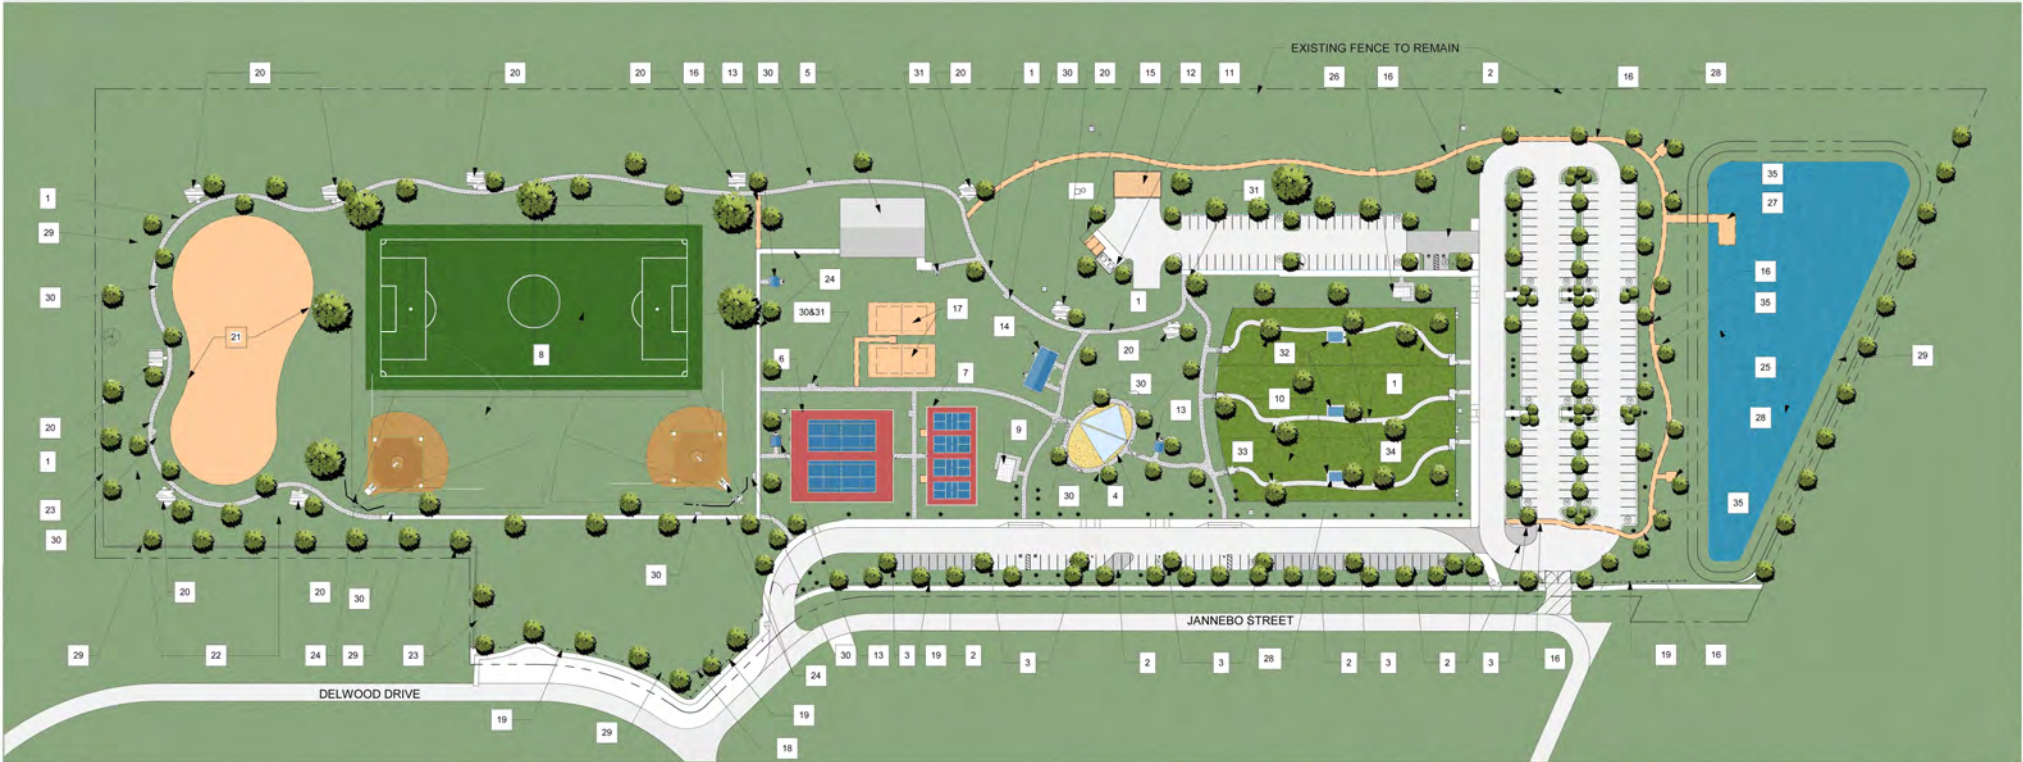 EXISTING FENCE TO REMAIN
20 20 20 16 13 30 5 31 20 1 30 20 15 12 11 26 16 2 16 28
35
1 31
27
29
24 16
30 1 35
30&31 17
14
21 8 6 20 32 29
7 25
30 1
10
20 13 28
9
1 33 34
30 4 35
23
30
30
20 20 30
JANNEBO STREET
29 22 24 29 23 30 13 3 19 2 3 2 3 28 2 3 2 3 16 19 16
24
DELWOOD DRIVE
19 19
29
18